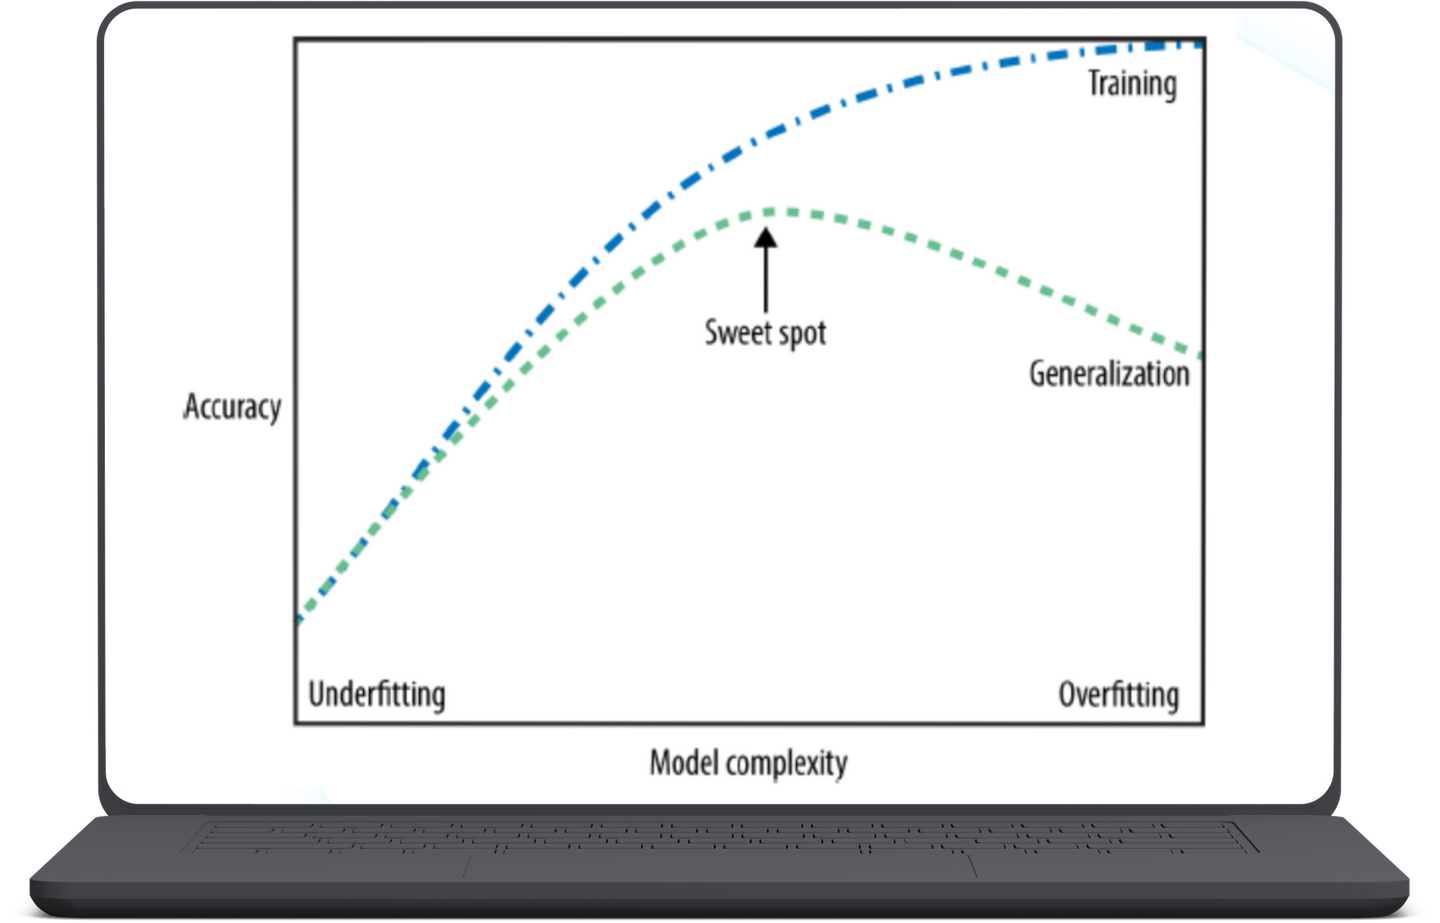 Training
Sweet spot
Generalization
Accuracy
Underfitting
Overfitting
Model complexity